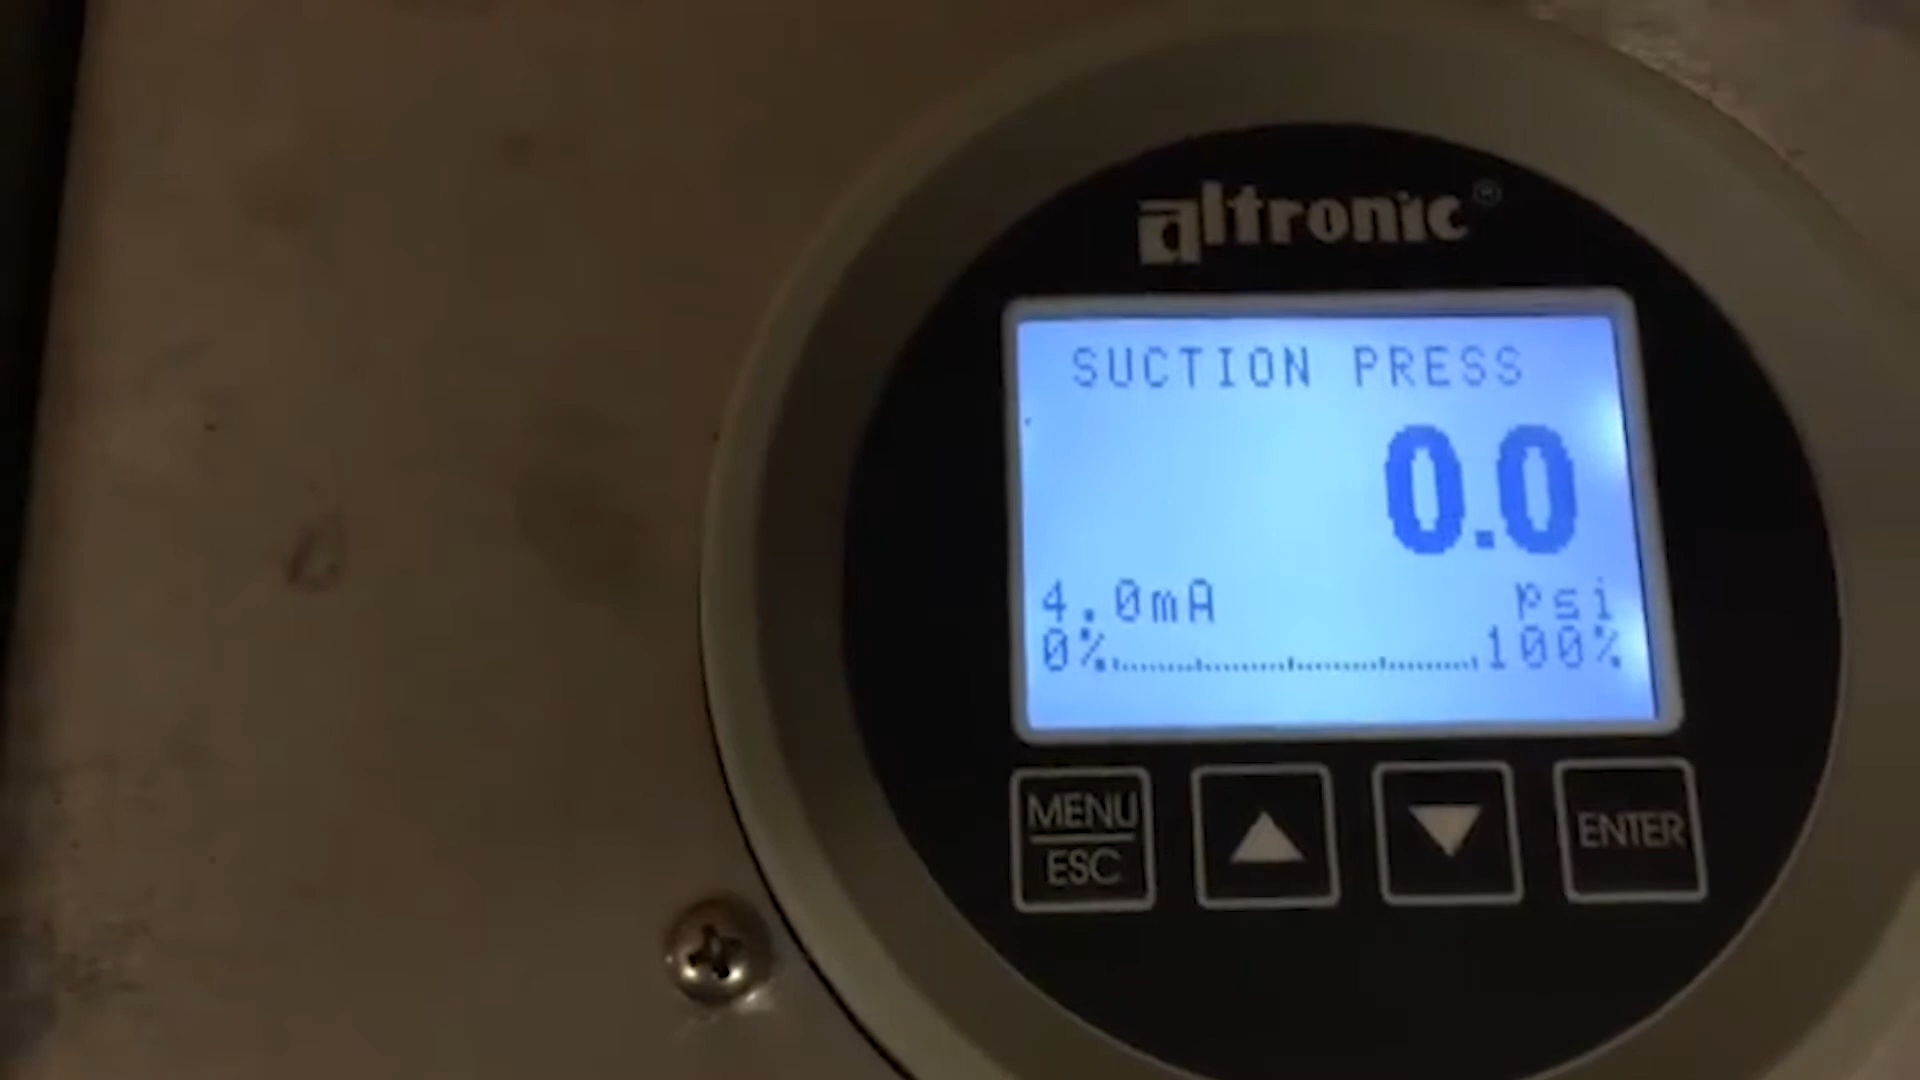 altronic®
SUCTION PRESS
0.0
4.0mA psi
0% 100%
MENU
ESC
ENTER